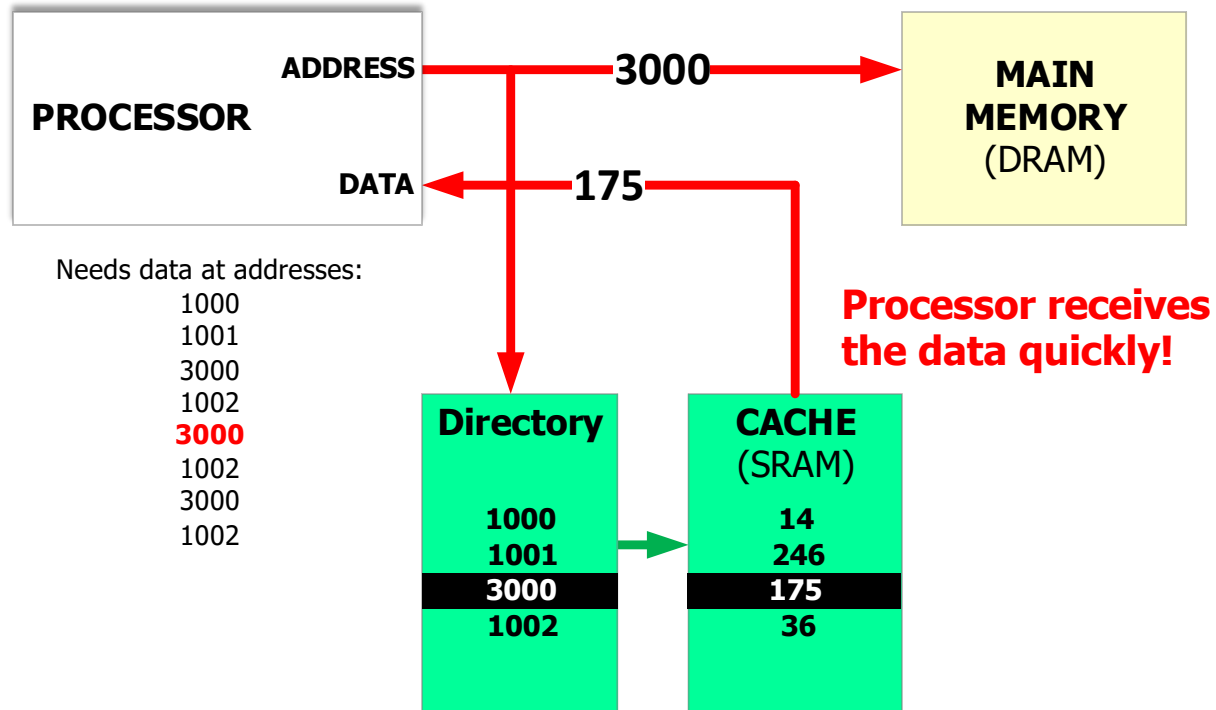 PROCESSOR
ADDRESS
DATA
3000
175
MAIN
MEMORY
(DRAM)
Needs data at addresses:
1000
1001
3000
1002
3000
1002
3000
1002
Processor receives
the data quickly!
Directory
1000
1001
3000
1002
CACHE
(SRAM)
14
246
175
36